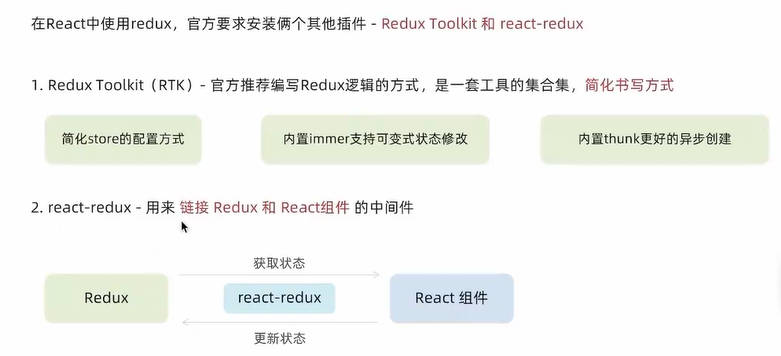 在React中使用redux，官方要求安装俩个其他插件 - Redux Toolkit 和 react-redux
1. Redux Toolkit（RTK）- 官方推荐编写Redux逻辑的方式，是一套工具的集合集，简化书写方式
简化store的配置方式
内置immer支持可变式状态修改
内置thunk更好的异步创建
2. react-redux - 用来 链接 Redux 和 React组件 的中间件
获取状态
Redux
react-redux
React 组件
更新状态